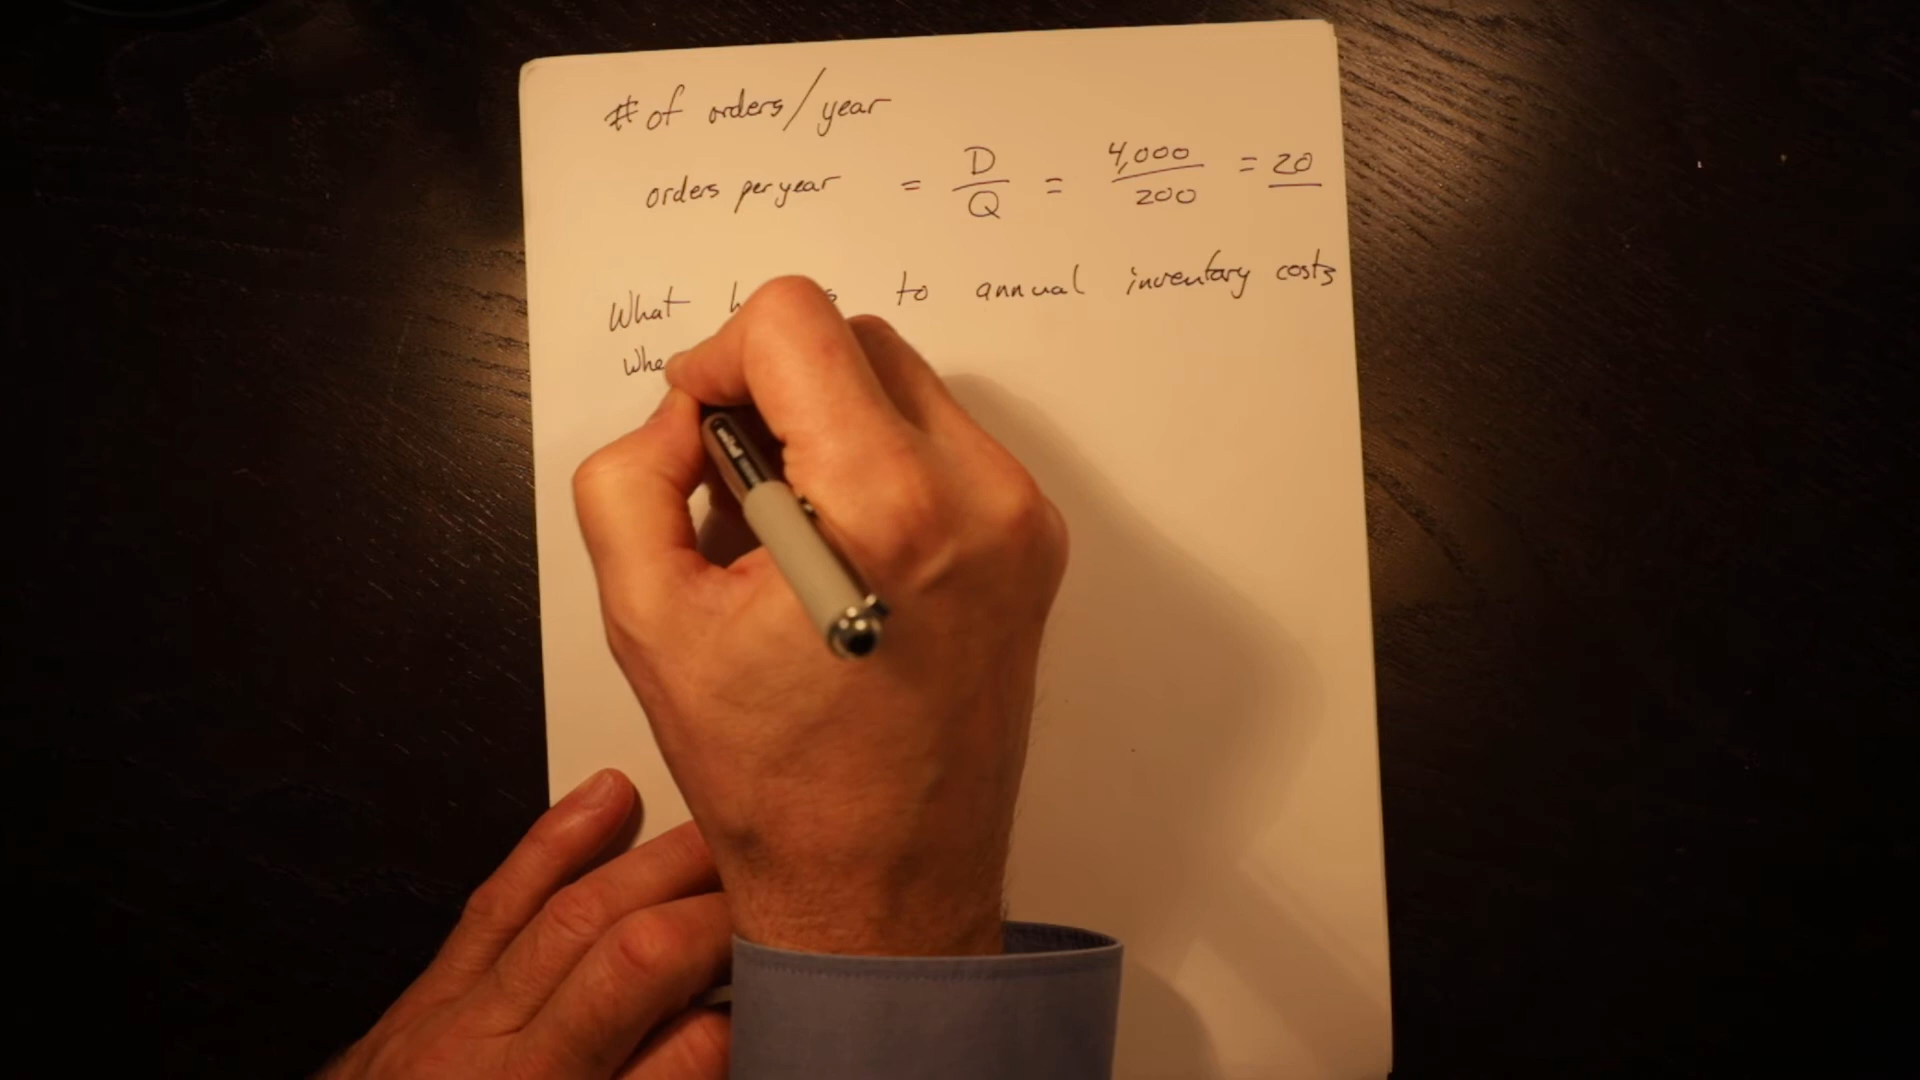 # of orders/year
orders per year = D/Q = 4,000/200 = 20
What to annual inventory costs